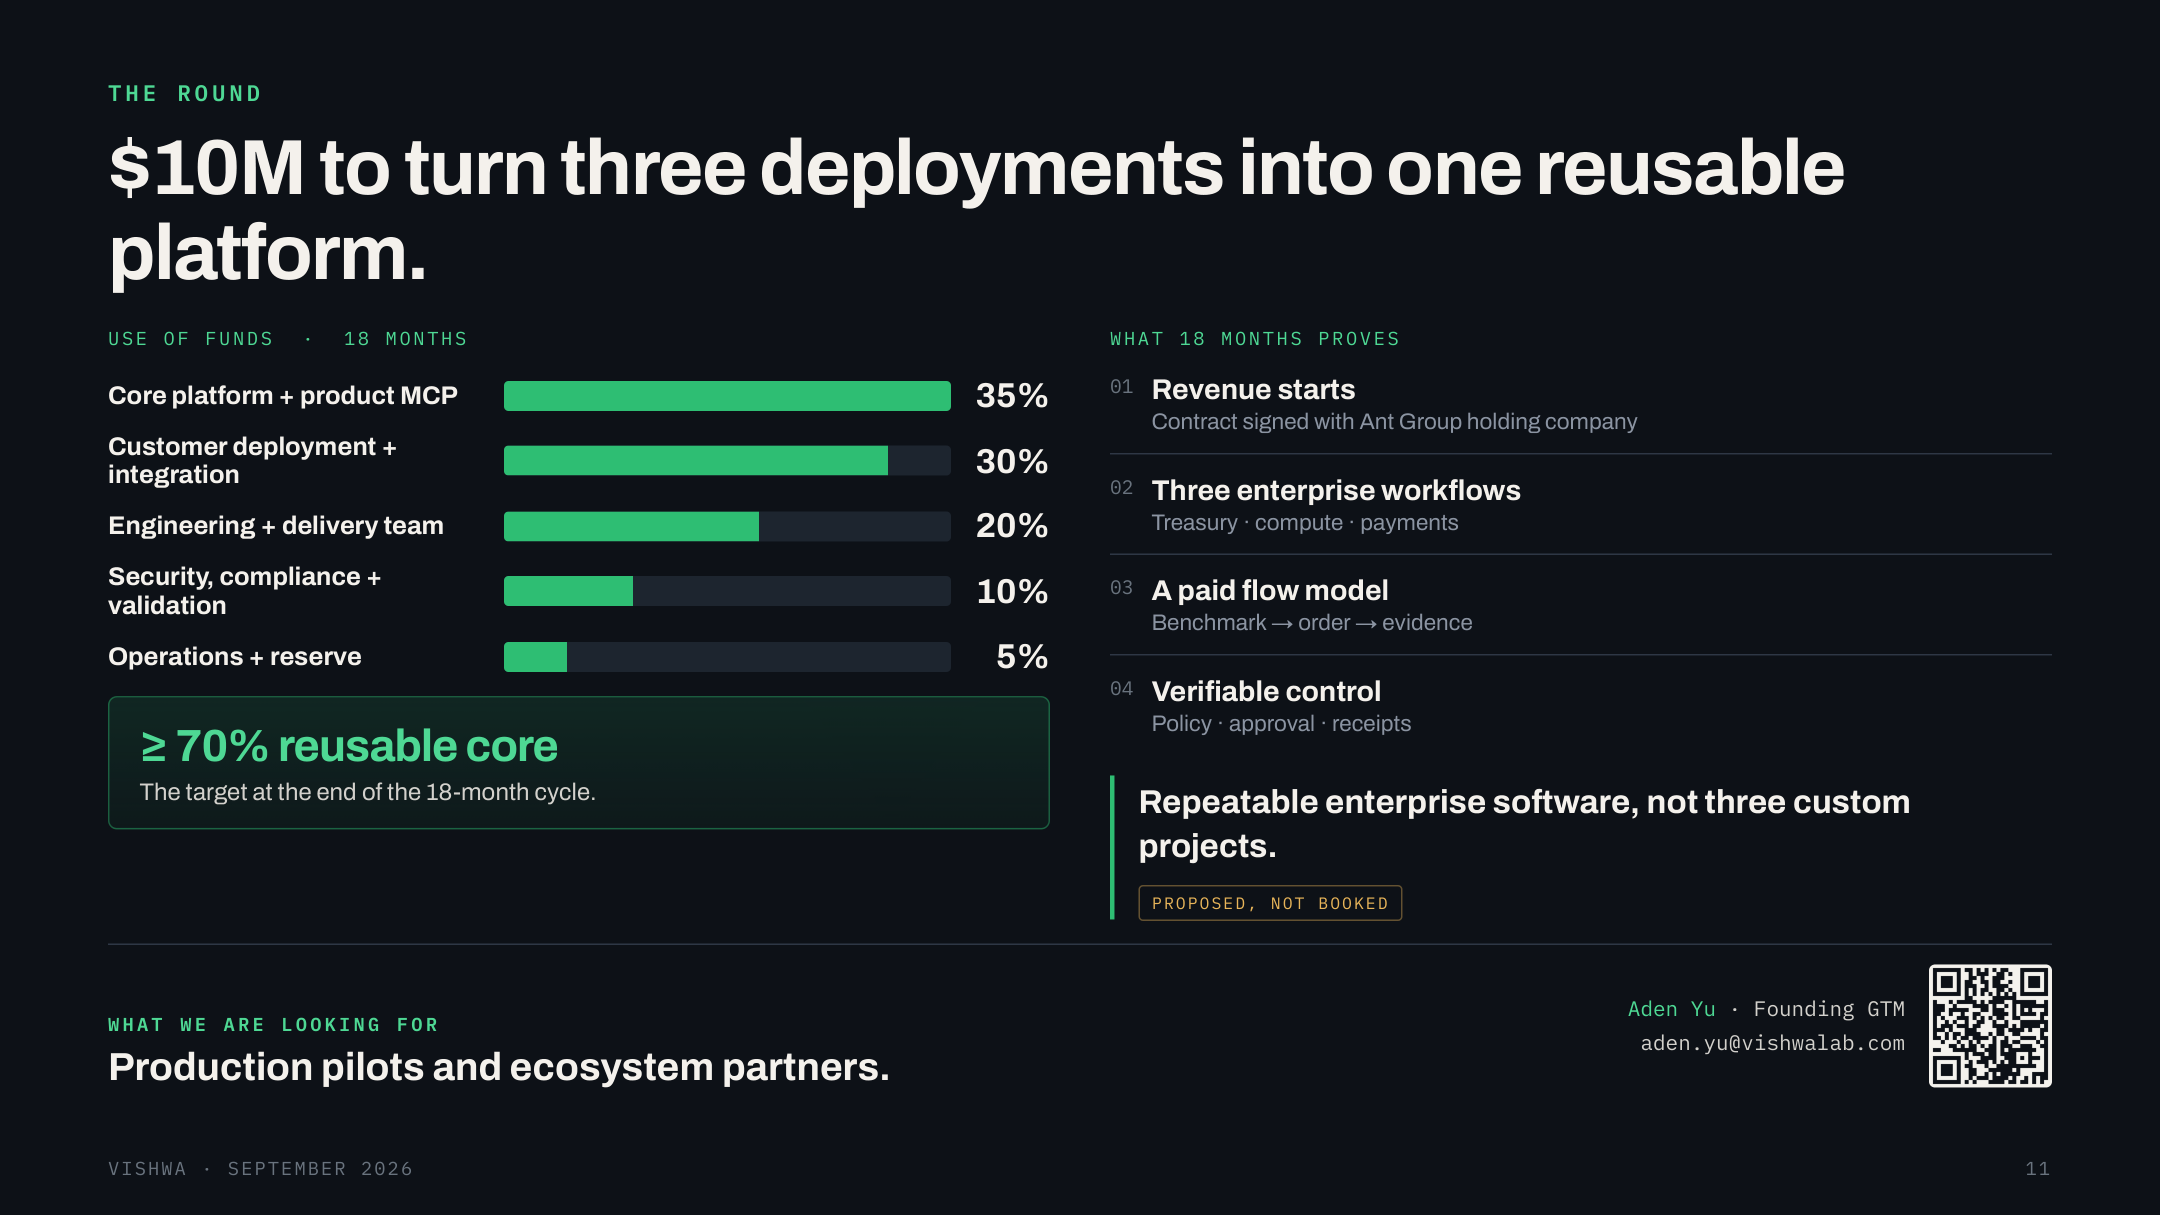 THE ROUND
$10M to turn three deployments into one reusable
platform.
USE OF FUNDS · 18 MONTHS
Core platform + product MCP 35%
Customer deployment +
integration 30%
Engineering + delivery team 20%
Security, compliance +
validation 10%
Operations + reserve 5%
≥ 70% reusable core
The target at the end of the 18-month cycle.
WHAT 18 MONTHS PROVES
01 Revenue starts
Contract signed with Ant Group holding company
02 Three enterprise workflows
Treasury · compute · payments
03 A paid flow model
Benchmark → order → evidence
04 Verifiable control
Policy · approval · receipts
Repeatable enterprise software, not three custom
projects.
PROPOSED, NOT BOOKED
WHAT WE ARE LOOKING FOR
Production pilots and ecosystem partners.
Aden Yu · Founding GTM
aden.yu@vishwalab.com
VISHWA · SEPTEMBER 2026
11